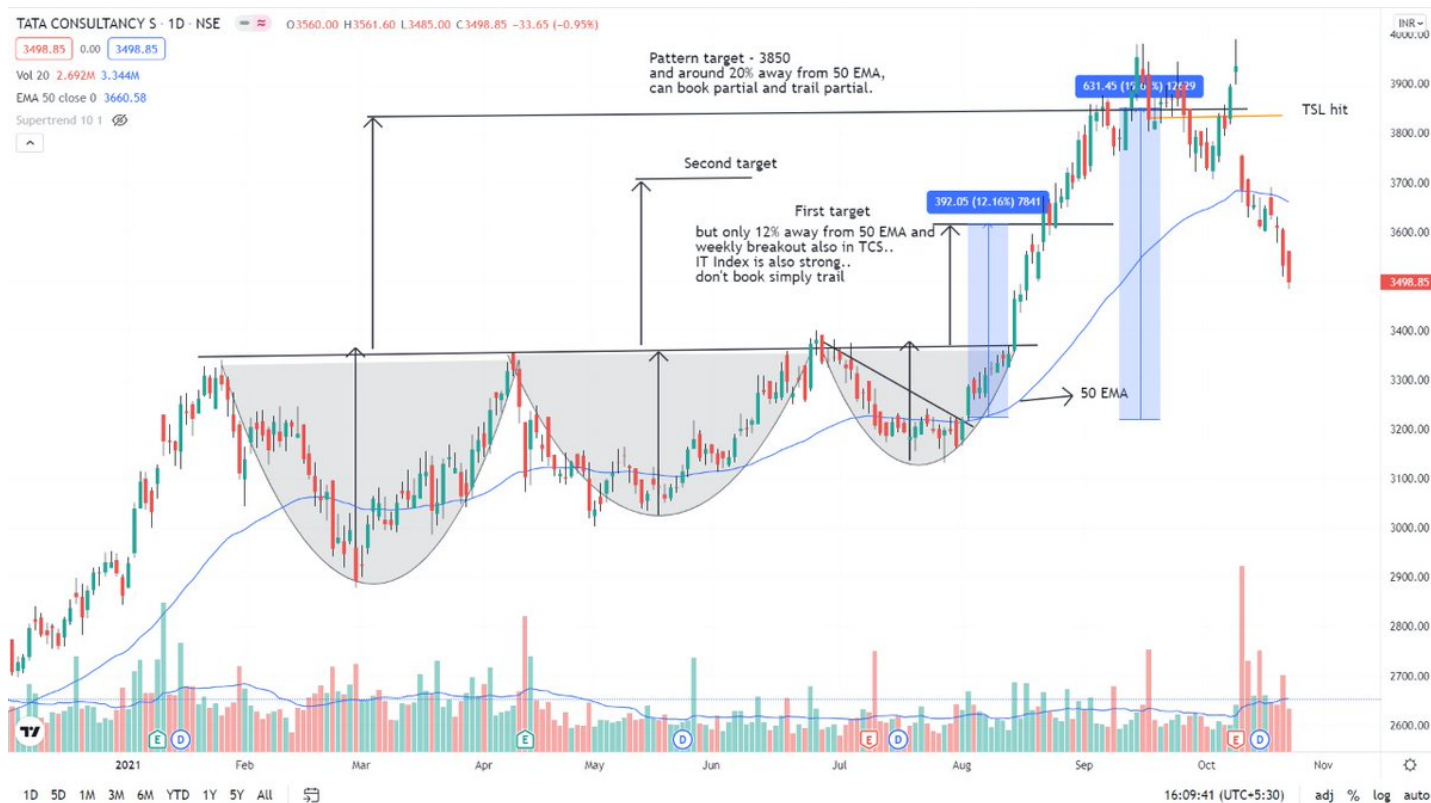 TATA CONSULTANCY S · 1D · NSE O3560.00 H3561.60 L3485.00 C3498.85 −33.65 (−0.95%)
3498.85 0.00 3498.85
Vol 20 2.692M 3.344M
EMA 50 close 0 3660.58
Supertrend 10 1
INR
4000.00
3900.00
3800.00
3700.00
3600.00
3498.85
3400.00
3300.00
3200.00
3100.00
3000.00
2900.00
2800.00
2700.00
2600.00
Pattern target - 3850
and around 20% away from 50 EMA,
can book partial and trail partial.
631.45 12629
TSL hit
Second target
392.05 (12.16%) 7841
First target
but only 12% away from 50 EMA and
weekly breakout also in TCS..
IT Index is also strong..
don't book simply trail
50 EMA
E D E D E D E D
2021 Feb Mar Apr May Jun Jul Aug Sep Oct Nov
1D 5D 1M 3M 6M YTD 1Y 5Y All 16:09:41 (UTC+5:30) adj % log auto